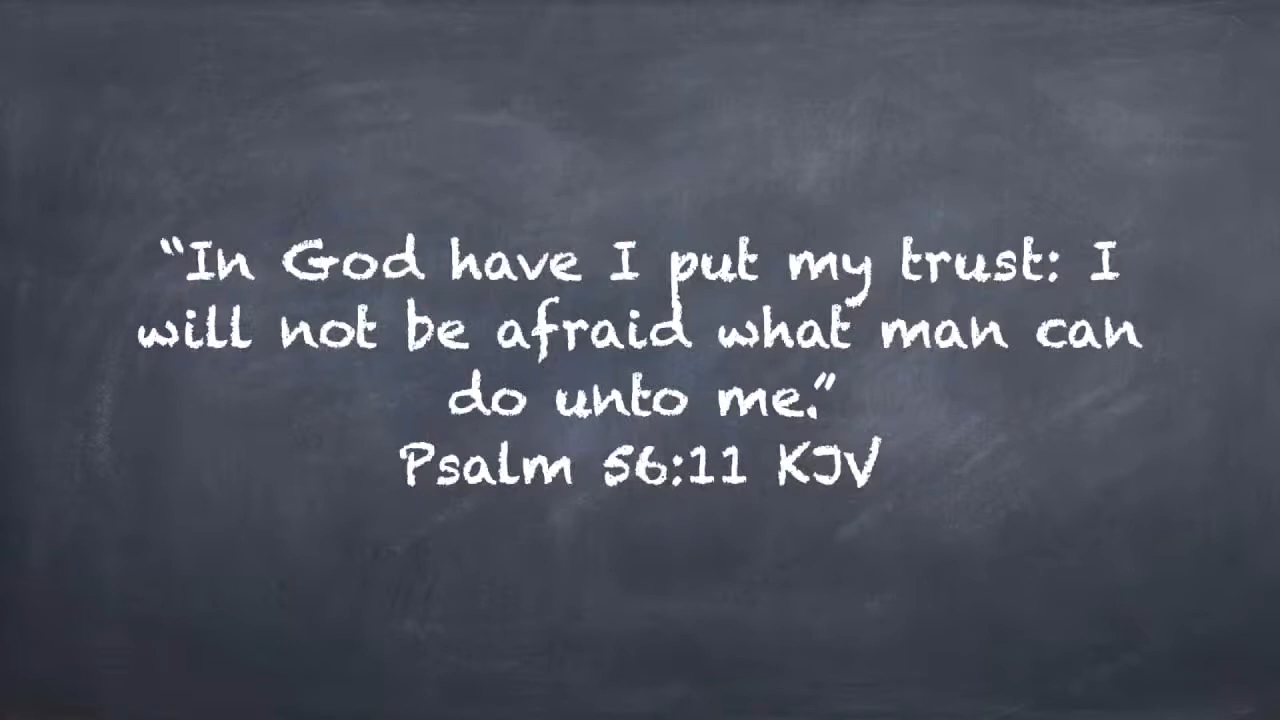 “In God have I put my trust: I
will not be afraid what man can
do unto me.”
Psalm 56:11 KJV